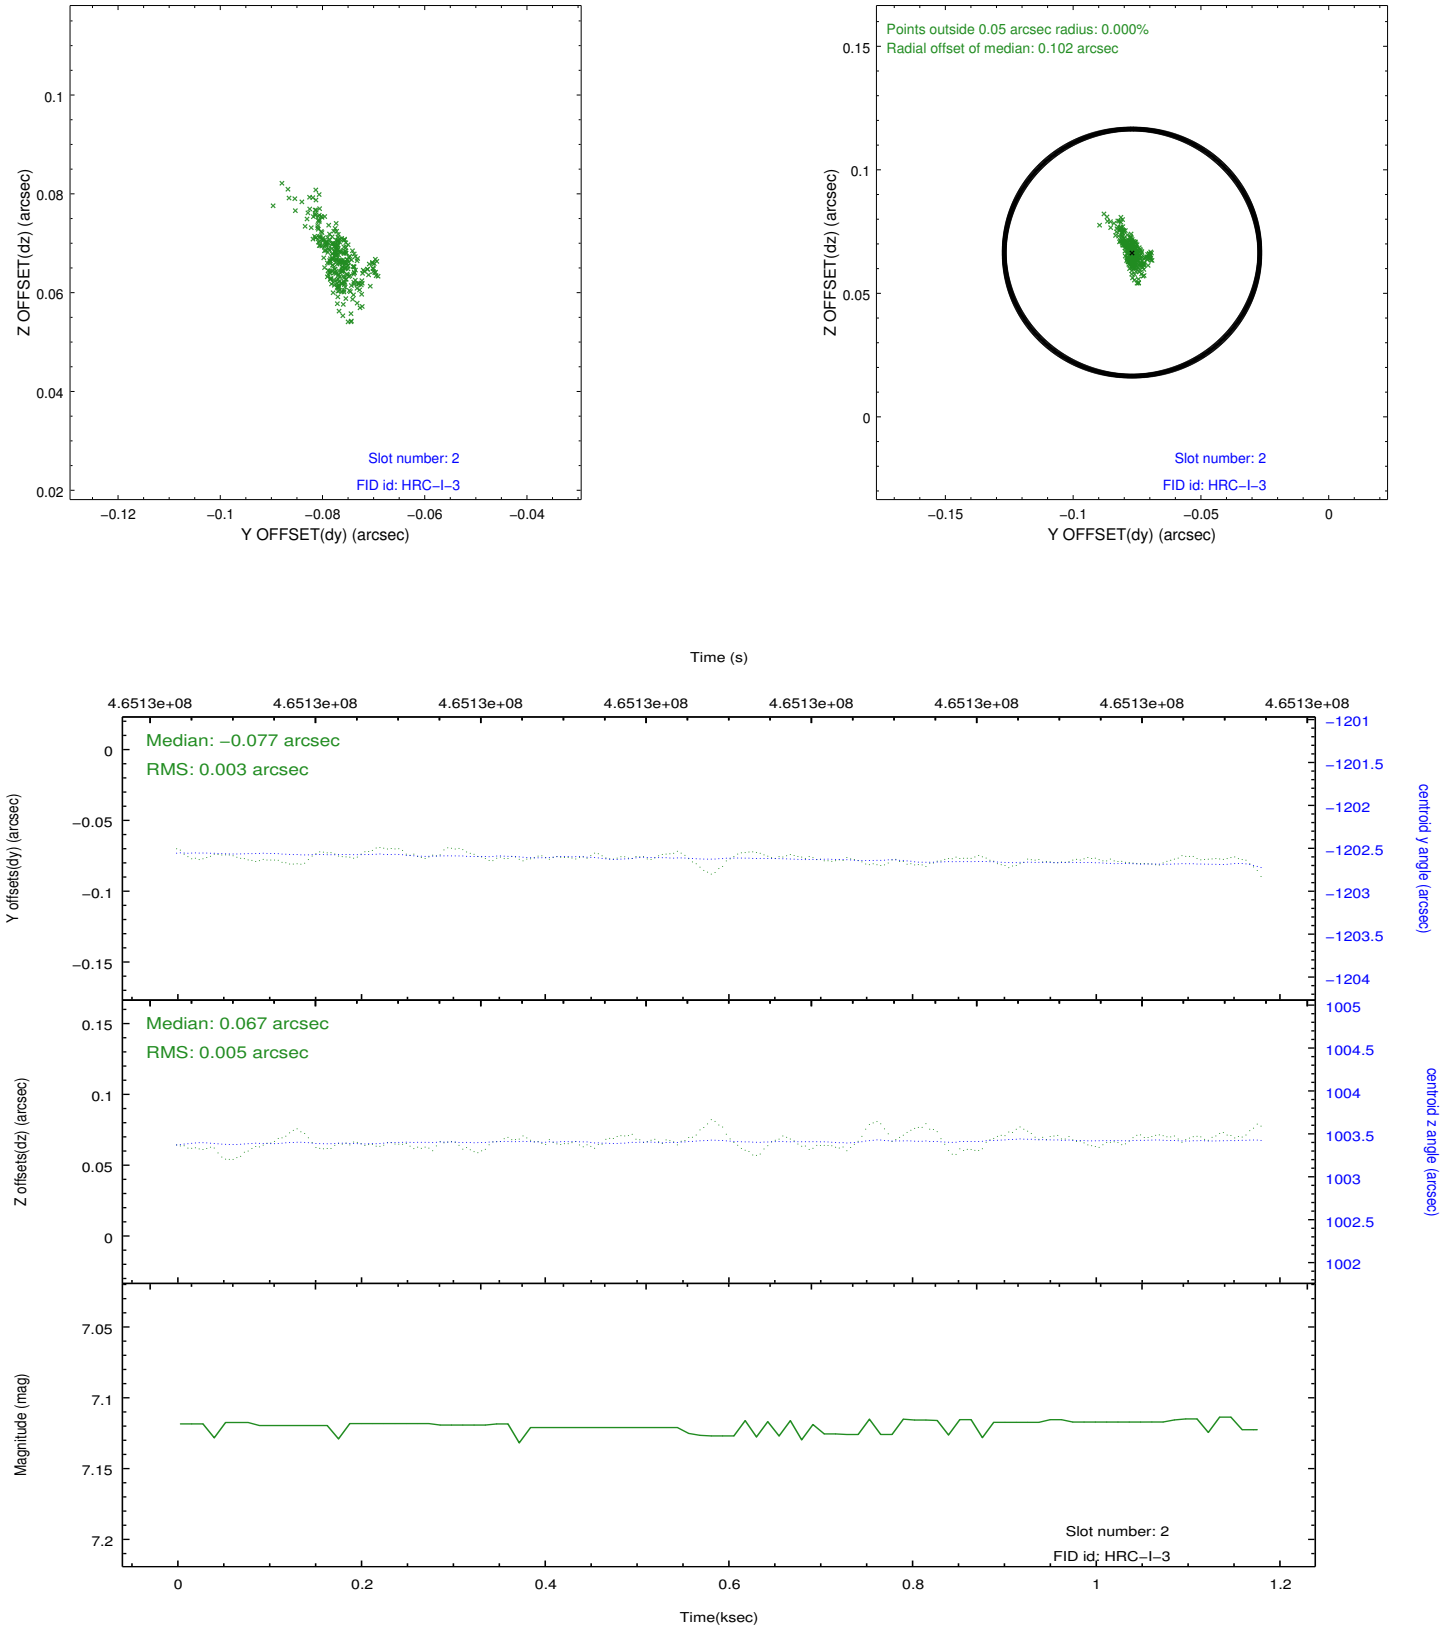 0.1
0.08
0.06
0.04
0.02
Z OFFSET(dz) (arcsec)
−0.12 −0.1 −0.08 −0.06 −0.04
Y OFFSET(dy) (arcsec)
Slot number: 2
FID id: HRC−I−3
Points outside 0.05 arcsec radius: 0.000%
Radial offset of median: 0.102 arcsec
0.15
0.1
0.05
0
Z OFFSET(dz) (arcsec)
−0.15 −0.1 −0.05 0
Y OFFSET(dy) (arcsec)
Slot number: 2
FID id: HRC−I−3
Time (s)
4.6513e+08 4.6513e+08 4.6513e+08 4.6513e+08 4.6513e+08 4.6513e+08 4.6513e+08 4.6513e+08
Median: −0.077 arcsec
RMS: 0.003 arcsec
0
−0.05
−0.1
−0.15
Y offsets(dy) (arcsec)
−1201
−1201.5
−1202
−1202.5
−1203
−1203.5
−1204
centroid y angle (arcsec)
Median: 0.067 arcsec
RMS: 0.005 arcsec
0.15
0.1
0.05
0
Z offsets(dz) (arcsec)
1005
1004.5
1004
1003.5
1003
1002.5
1002
centroid z angle (arcsec)
7.05
7.1
7.15
7.2
Magnitude (mag)
Slot number: 2
FID id: HRC−I−3
0 0.2 0.4 0.6 0.8 1 1.2
Time(ksec)